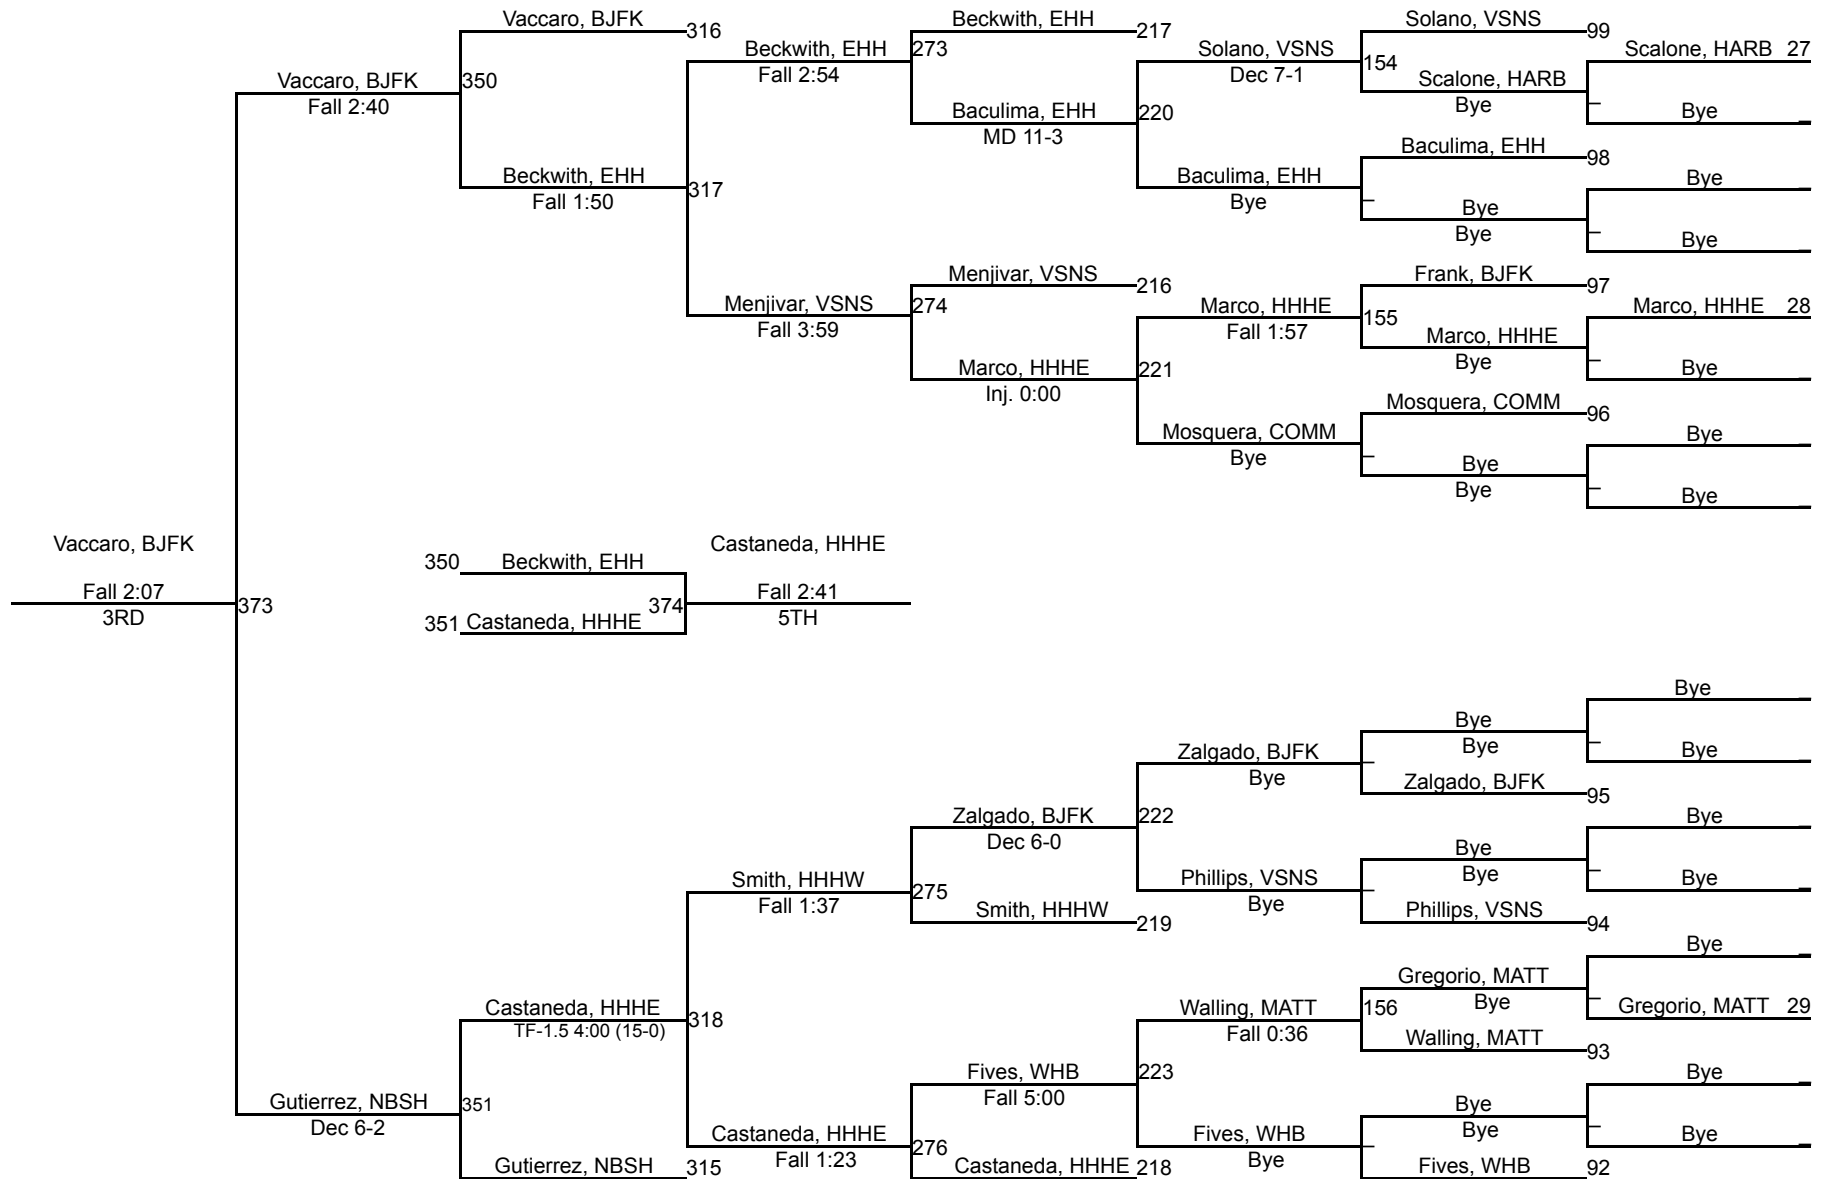 Vaccaro, BJFK
316
Beckwith, EHH
217
Solano, VSNS
99
Beckwith, EHH
273
Solano, VSNS
154
Scalone, HARB 27
Vaccaro, BJFK
350
Fall 2:54
Dec 7-1
Scalone, HARB
Fall 2:40
Baculima, EHH
220
Bye
Bye
MD 11-3
Baculima, EHH
98
Beckwith, EHH
317
Baculima, EHH
Bye
Fall 1:50
Bye
Bye
Bye
Bye
Menjivar, VSNS
216
Frank, BJFK
97
Menjivar, VSNS
274
Marco, HHHE
155
Marco, HHHE 28
Fall 3:59
Fall 1:57
Marco, HHHE
Marco, HHHE
221
Bye
Bye
Inj. 0:00
Mosquera, COMM
96
Mosquera, COMM
Bye
Bye
Bye
Bye
Bye
Vaccaro, BJFK
Castaneda, HHHE
350
Beckwith, EHH
Fall 2:07
373
374
Fall 2:41
3RD
351
Castaneda, HHHE
5TH
Bye
Bye
Zalgado, BJFK
Bye
Bye
Bye
Zalgado, BJFK
95
Zalgado, BJFK
222
Bye
Dec 6-0
Bye
Smith, HHHW
275
Phillips, VSNS
Bye
Bye
Fall 1:37
Smith, HHHW
219
Bye
Phillips, VSNS
94
Bye
Gregorio, MATT
Castaneda, HHHE
318
Walling, MATT
156
Bye
Gregorio, MATT 29
TF-1.5 4:00 (15-0)
Fall 0:36
Walling, MATT
93
Fives, WHB
223
Bye
Gutierrez, NBSH
351
Fall 5:00
Bye
Dec 6-2
Castaneda, HHHE
276
Fives, WHB
Bye
Bye
Gutierrez, NBSH
315
Fall 1:23
Castaneda, HHHE
218
Bye
Fives, WHB
92